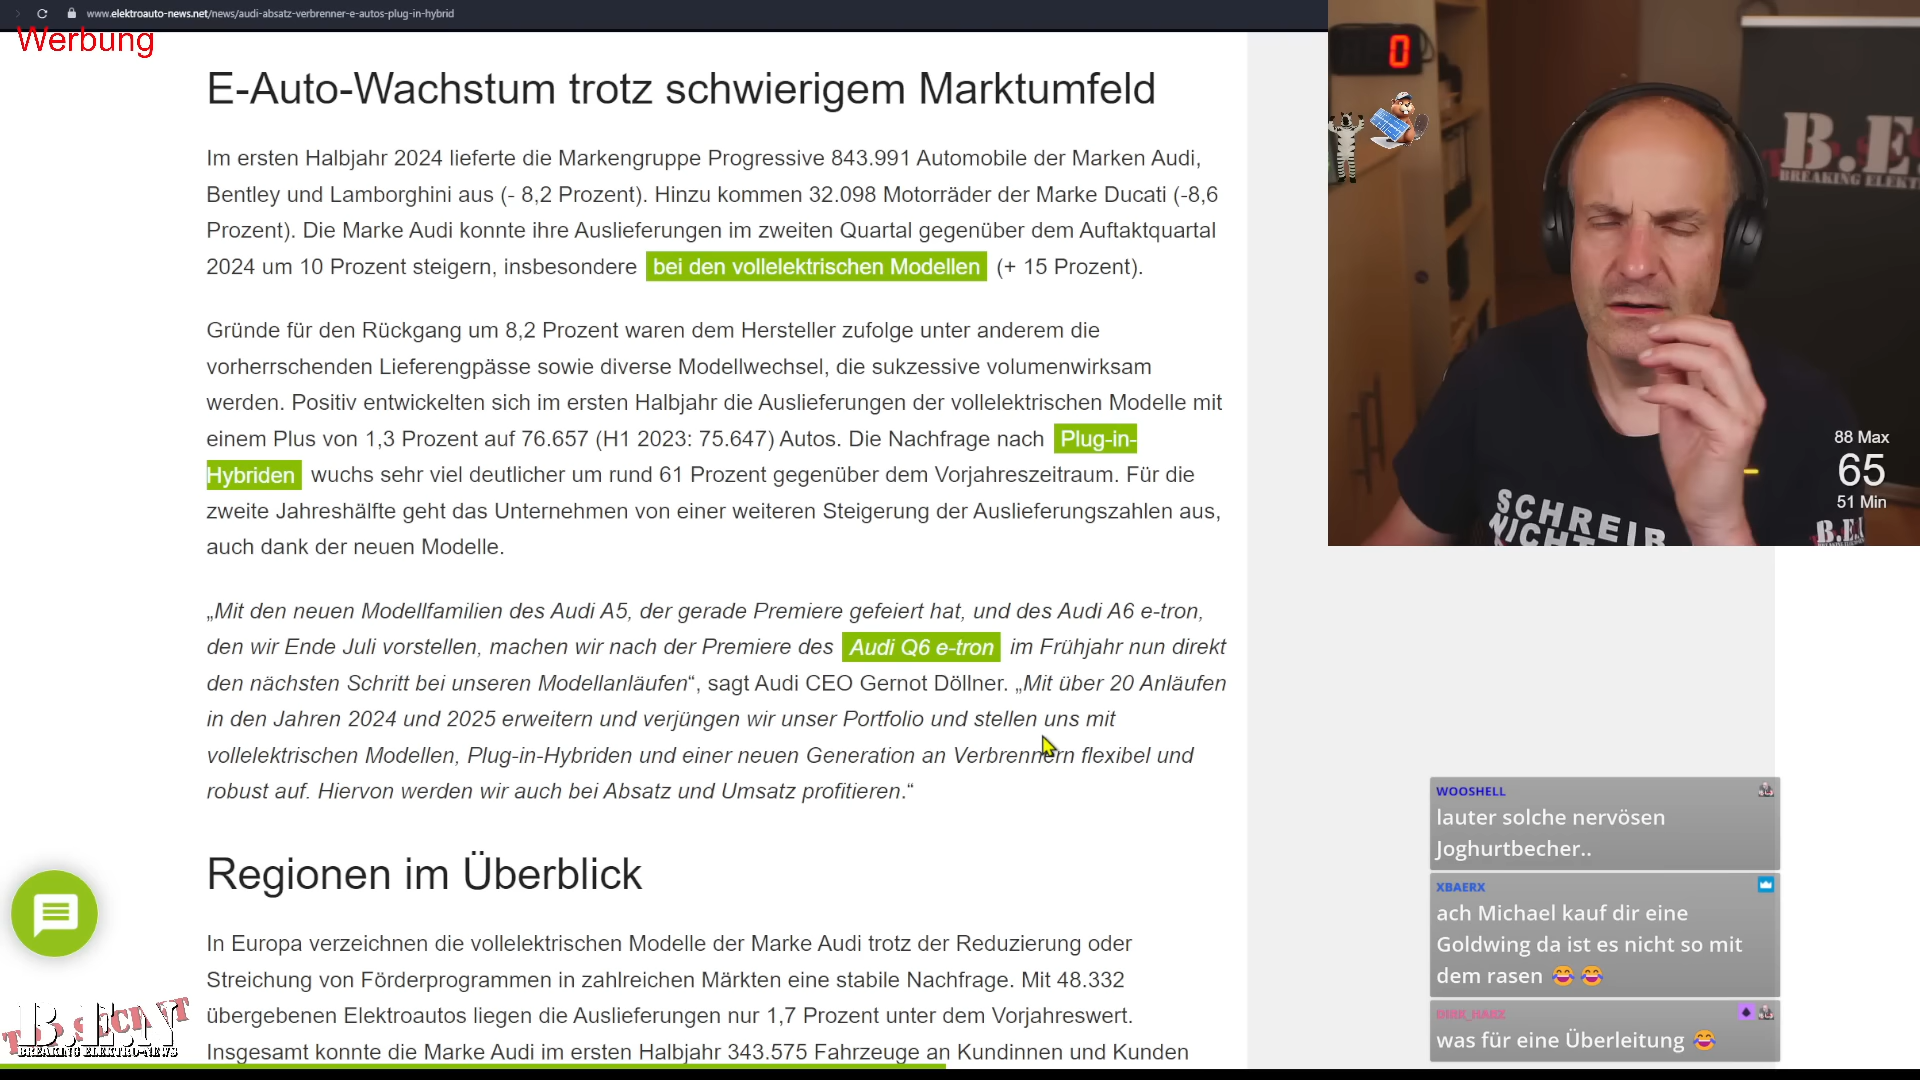 www.elektroauto-news.net/news/audi-absatz-verbrenner-e-autos-plug-in-hybrid
Werbung
E-Auto-Wachstum trotz schwierigem Marktumfeld
Im ersten Halbjahr 2024 lieferte die Markengruppe Progressive 843.991 Automobile der Marken Audi,
Bentley und Lamborghini aus (- 8,2 Prozent). Hinzu kommen 32.098 Motorräder der Marke Ducati (-8,6
Prozent). Die Marke Audi konnte ihre Auslieferungen im zweiten Quartal gegenüber dem Auftaktquartal
2024 um 10 Prozent steigern, insbesondere bei den vollelektrischen Modellen (+ 15 Prozent).
Gründe für den Rückgang um 8,2 Prozent waren dem Hersteller zufolge unter anderem die
vorherrschenden Lieferengpässe sowie diverse Modellwechsel, die sukzessive volumenwirksam
werden. Positiv entwickelten sich im ersten Halbjahr die Auslieferungen der vollelektrischen Modelle mit
einem Plus von 1,3 Prozent auf 76.657 (H1 2023: 75.647) Autos. Die Nachfrage nach Plug-in-
Hybriden wuchs sehr viel deutlicher um rund 61 Prozent gegenüber dem Vorjahreszeitraum. Für die
zweite Jahreshälfte geht das Unternehmen von einer weiteren Steigerung der Auslieferungszahlen aus,
auch dank der neuen Modelle.
„Mit den neuen Modellfamilien des Audi A5, der gerade Premiere gefeiert hat, und des Audi A6 e-tron,
den wir Ende Juli vorstellen, machen wir nach der Premiere des Audi Q6 e-tron im Frühjahr nun direkt
den nächsten Schritt bei unseren Modellanläufen“, sagt Audi CEO Gernot Döllner. „Mit über 20 Anläufen
in den Jahren 2024 und 2025 erweitern und verjüngen wir unser Portfolio und stellen uns mit
vollelektrischen Modellen, Plug-in-Hybriden und einer neuen Generation an Verbrennern flexibel und
robust auf. Hiervon werden wir auch bei Absatz und Umsatz profitieren.“
Regionen im Überblick
In Europa verzeichnen die vollelektrischen Modelle der Marke Audi trotz der Reduzierung oder
Streichung von Förderprogrammen in zahlreichen Märkten eine stabile Nachfrage. Mit 48.332
übergebenen Elektroautos liegen die Auslieferungen nur 1,7 Prozent unter dem Vorjahreswert.
Insgesamt konnte die Marke Audi im ersten Halbjahr 343.575 Fahrzeuge an Kundinnen und Kunden
B.E.N
BREAKING ELEKTRO-NEWS
0
B.E.
BREAKING ELEKT
88 Max
65
51 Min
SCHREIB
NICHT
B.E.
WOOSHELL
lauter solche nervösen
Joghurtbecher..
XBAERX
ach Michael kauf dir eine
Goldwing da ist es nicht so mit
dem rasen 😂 😂
was für eine Überleitung 😂